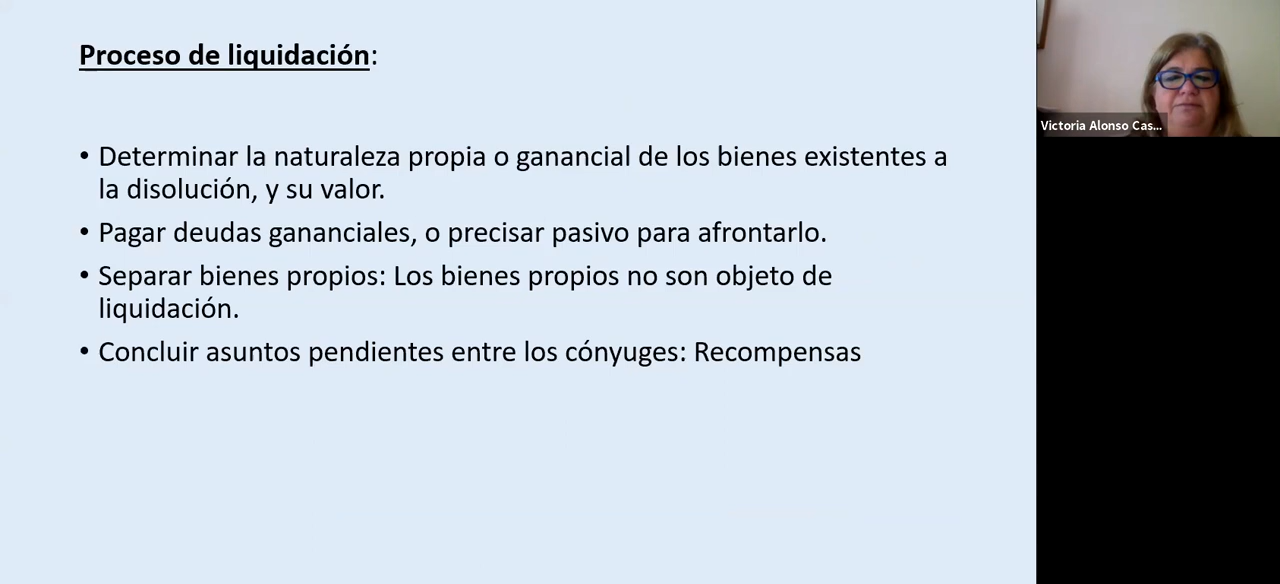 Proceso de liquidación:
• Determinar la naturaleza propia o ganancial de los bienes existentes a
la disolución, y su valor.
• Pagar deudas gananciales, o precisar pasivo para afrontarlo.
• Separar bienes propios: Los bienes propios no son objeto de
liquidación.
• Concluir asuntos pendientes entre los cónyuges: Recompensas
Victoria Alonso Cas...